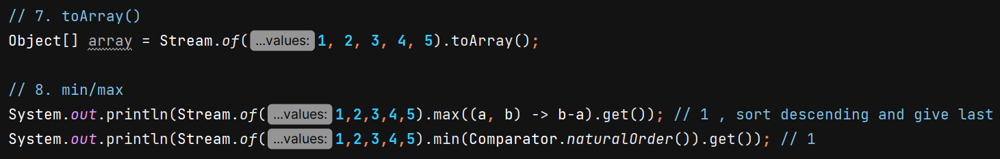 // 7. toArray()
Object[] array = Stream.of(...values: 1, 2, 3, 4, 5).toArray();
// 8. min/max
System.out.println(Stream.of(...values: 1,2,3,4,5).max((a, b) -> b-a).get()); // 1 , sort descending and give last
System.out.println(Stream.of(...values: 1,2,3,4,5).min(Comparator.naturalOrder()).get()); // 1